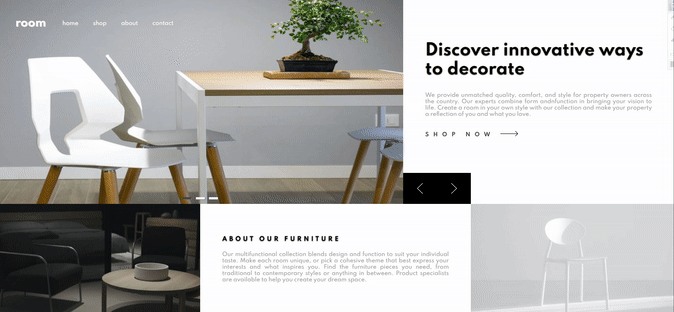 room home shop about contact
Discover innovative ways
to decorate
We provide unmatched quality, comfort, and style for property owners across
the country. Our experts combine form andnfunction in bringing your vision to
life. Create a room in your own style with our collection and make your property
a reflection of you and what you love.
SHOP NOW
ABOUT OUR FURNITURE
Our multifunctional collection blends design and function to suit your individual
taste. Make each room unique, or pick a cohesive theme that best express your
interests and what inspires you. Find the furniture pieces you need, from
traditional to contemporary styles or anything in between. Product specialists
are available to help you create your dream space.